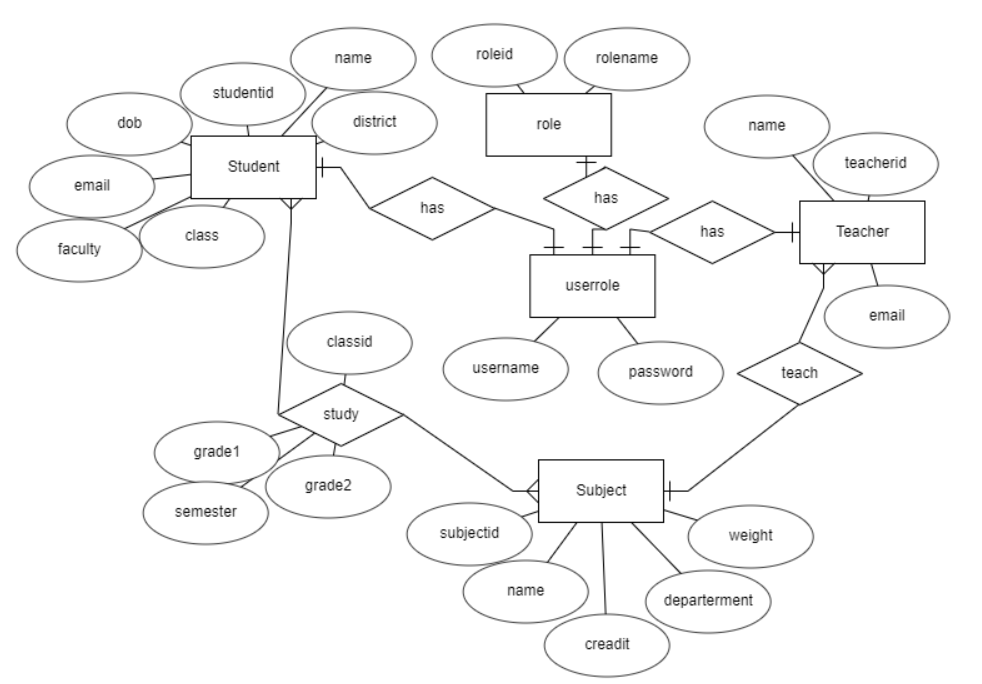 name
roleid
rolename
studentid
dob
district
role
name
Student
teacherid
email
has
has
class
has
Teacher
faculty
userrole
email
classid
username
password
teach
study
grade1
grade2
Subject
semester
subjectid
weight
name
departerment
creadit